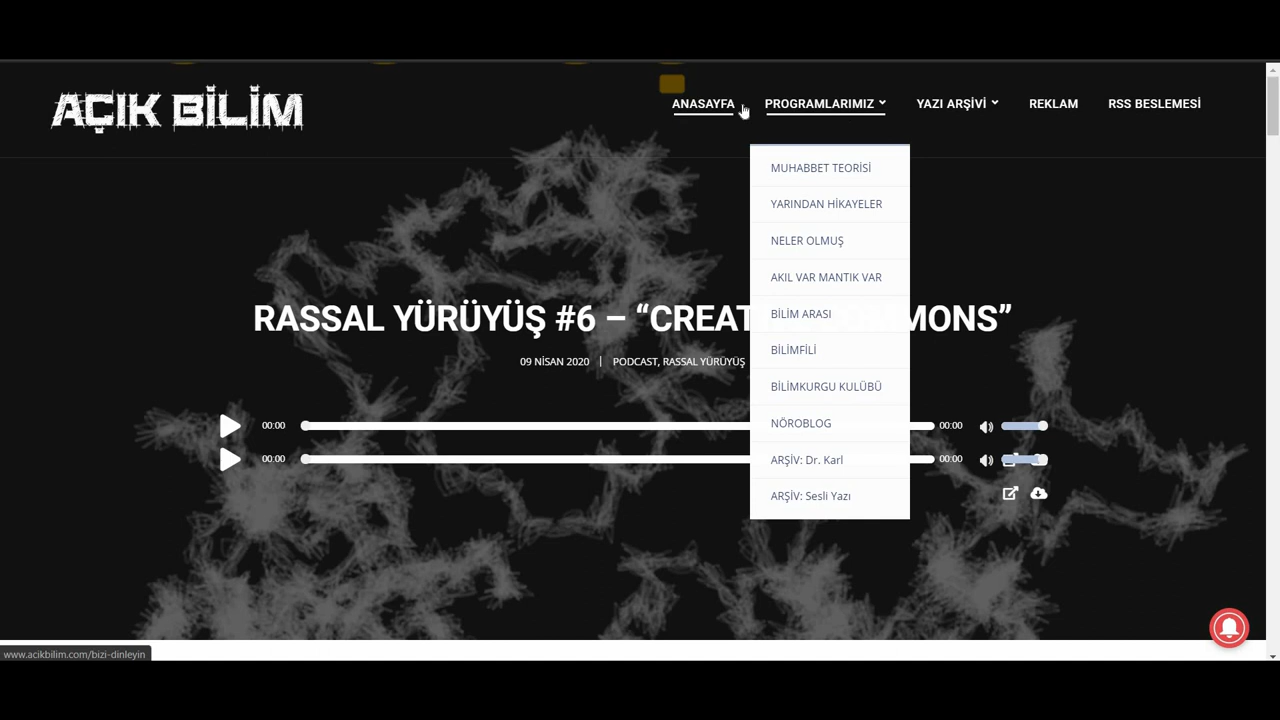 AÇIK BİLİM
ANASAYFA PROGRAMLARIMIZ YAZI ARŞİVİ REKLAM RSS BESLEMESİ
MUHABBET TEORİSİ
YARINDAN HİKAYELER
NELER OLMUŞ
AKIL VAR MANTIK VAR
BİLİM ARASI
BİLİMFİLİ
BİLİMKURGU KULÜBÜ
NÖROBLOG
ARŞİV: Dr. Karl
ARŞİV: Sesli Yazı
RASSAL YÜRÜYÜŞ #6 – “CREATIVE COMMONS”
09 NİSAN 2020 | PODCAST, RASSAL YÜRÜYÜŞ
00:00 00:00
00:00 00:00
www.acikbilim.com/bizi-dinleyin